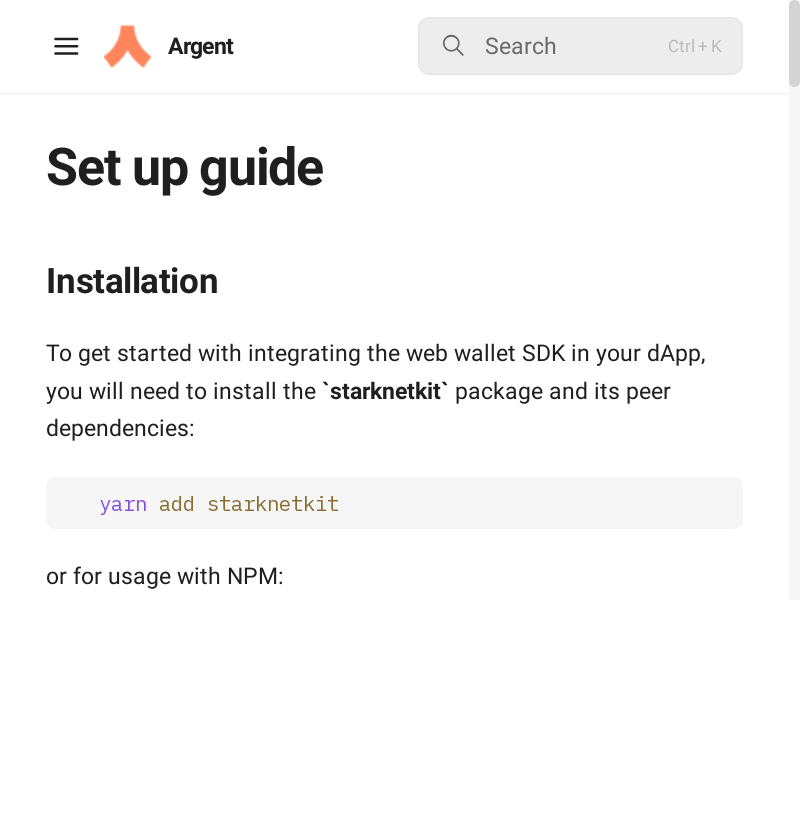 Argent
Search
Ctrl + K
Set up guide
Installation
To get started with integrating the web wallet SDK in your dApp,
you will need to install the `starknetkit` package and its peer
dependencies:
yarn add starknetkit
or for usage with NPM: